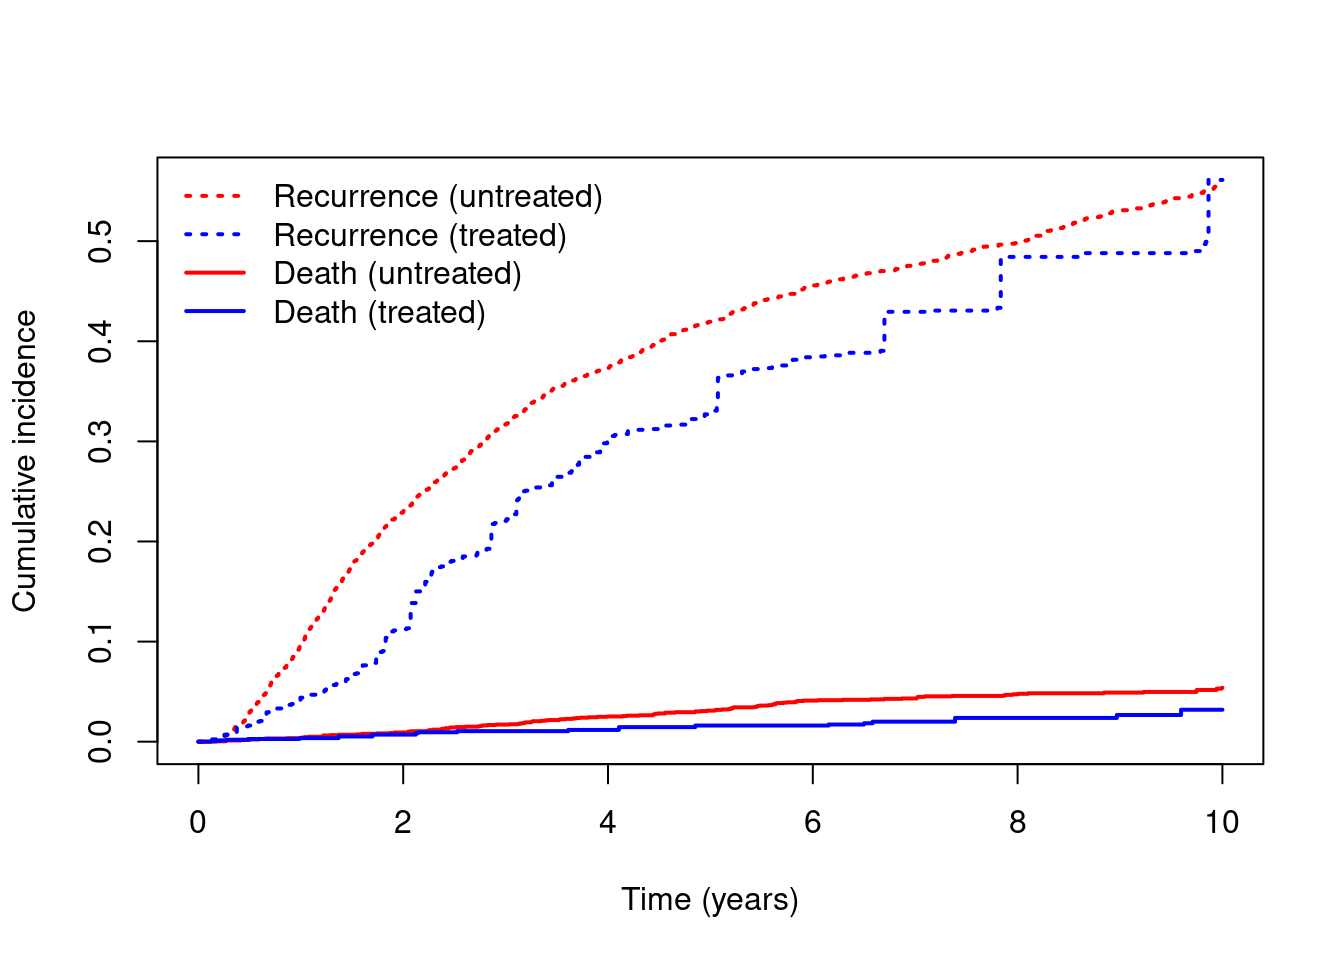 Recurrence (untreated)
Recurrence (treated)
Death (untreated)
Death (treated)
Cumulative incidence
0.5
0.4
0.3
0.2
0.1
0.0
0 2 4 6 8 10
Time (years)